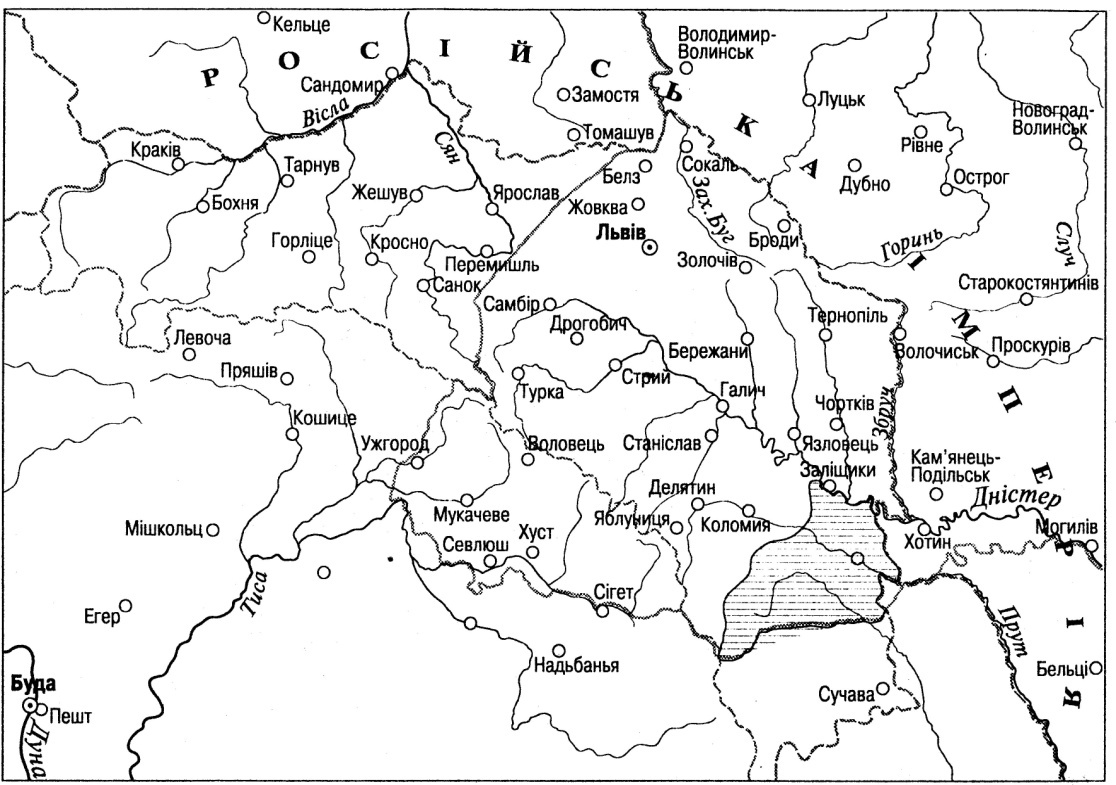 Кельце
Р О С І Й С Ь К А
І М П Е Р І Я
Володимир-
Волинськ
Сандомир
Замостя
Луцьк
Вісла
Новоград-
Волинськ
Томашув
Рівне
Сян
Краків
Тарнув
Белз
Сокаль
Дубно
Острог
Жешув
Ярослав
Зах. Буг
Бохня
Жовква
Львів
Броди
Горинь
Случ
Горліце
Кросно
Перемишль
Золочів
Санок
Старокостянтинів
Самбір
Дрогобич
Тернопіль
Левоча
Бережани
Волочиськ
Проскурів
Пряшів
Турка
Стрий
Галич
Чортків
Збруч
Кошице
Ужгород
Воловець
Станіслав
Язловець
Заліщики
Кам’янець-
Подільськ
Дністер
Мукачеве
Делятин
Яблуниця
Коломия
Могилів
Мішкольц
Севлюш
Хуст
Хотин
Тиса
Сігет
Егер
Прут
Надьбанья
Бельці
Буда
Пешт
Сучава
Дуна